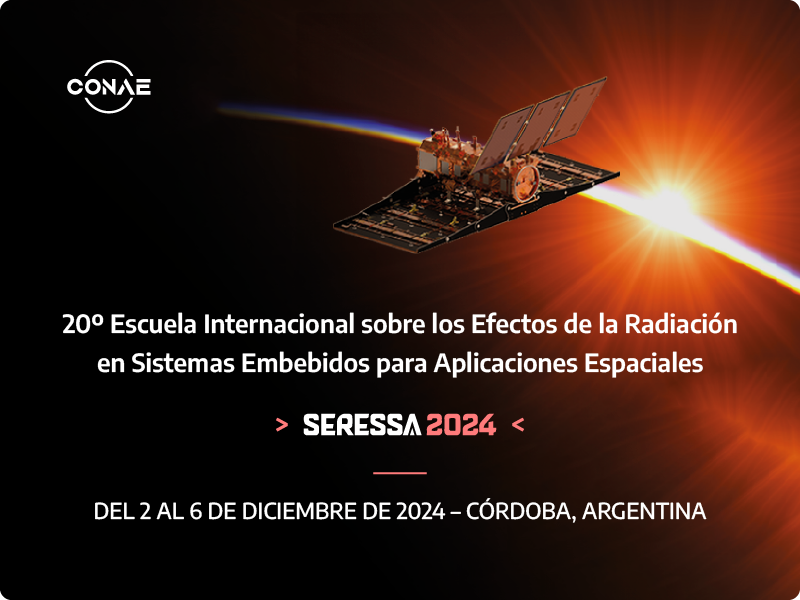 CONAE
20º Escuela Internacional sobre los Efectos de la Radiación
en Sistemas Embebidos para Aplicaciones Espaciales
> SERESSA 2024 <
DEL 2 AL 6 DE DICIEMBRE DE 2024 – CÓRDOBA, ARGENTINA